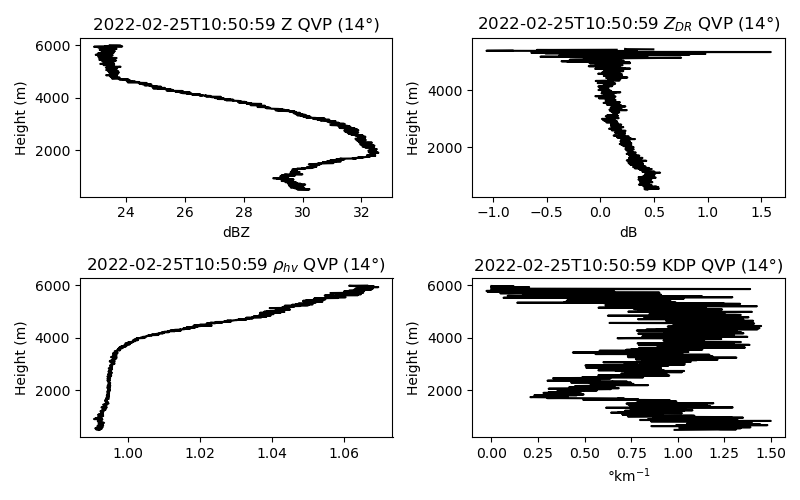 2022-02-25T10:50:59 Z QVP (14°)
Height (m)
6000
4000
2000
24 26 28 30 32
dBZ
2022-02-25T10:50:59 Z_DR QVP (14°)
Height (m)
4000
2000
−1.0 −0.5 0.0 0.5 1.0 1.5
dB
2022-02-25T10:50:59 ρ_hv QVP (14°)
Height (m)
6000
4000
2000
1.00 1.02 1.04 1.06
2022-02-25T10:50:59 KDP QVP (14°)
Height (m)
6000
4000
2000
0.00 0.25 0.50 0.75 1.00 1.25 1.50
°km⁻¹